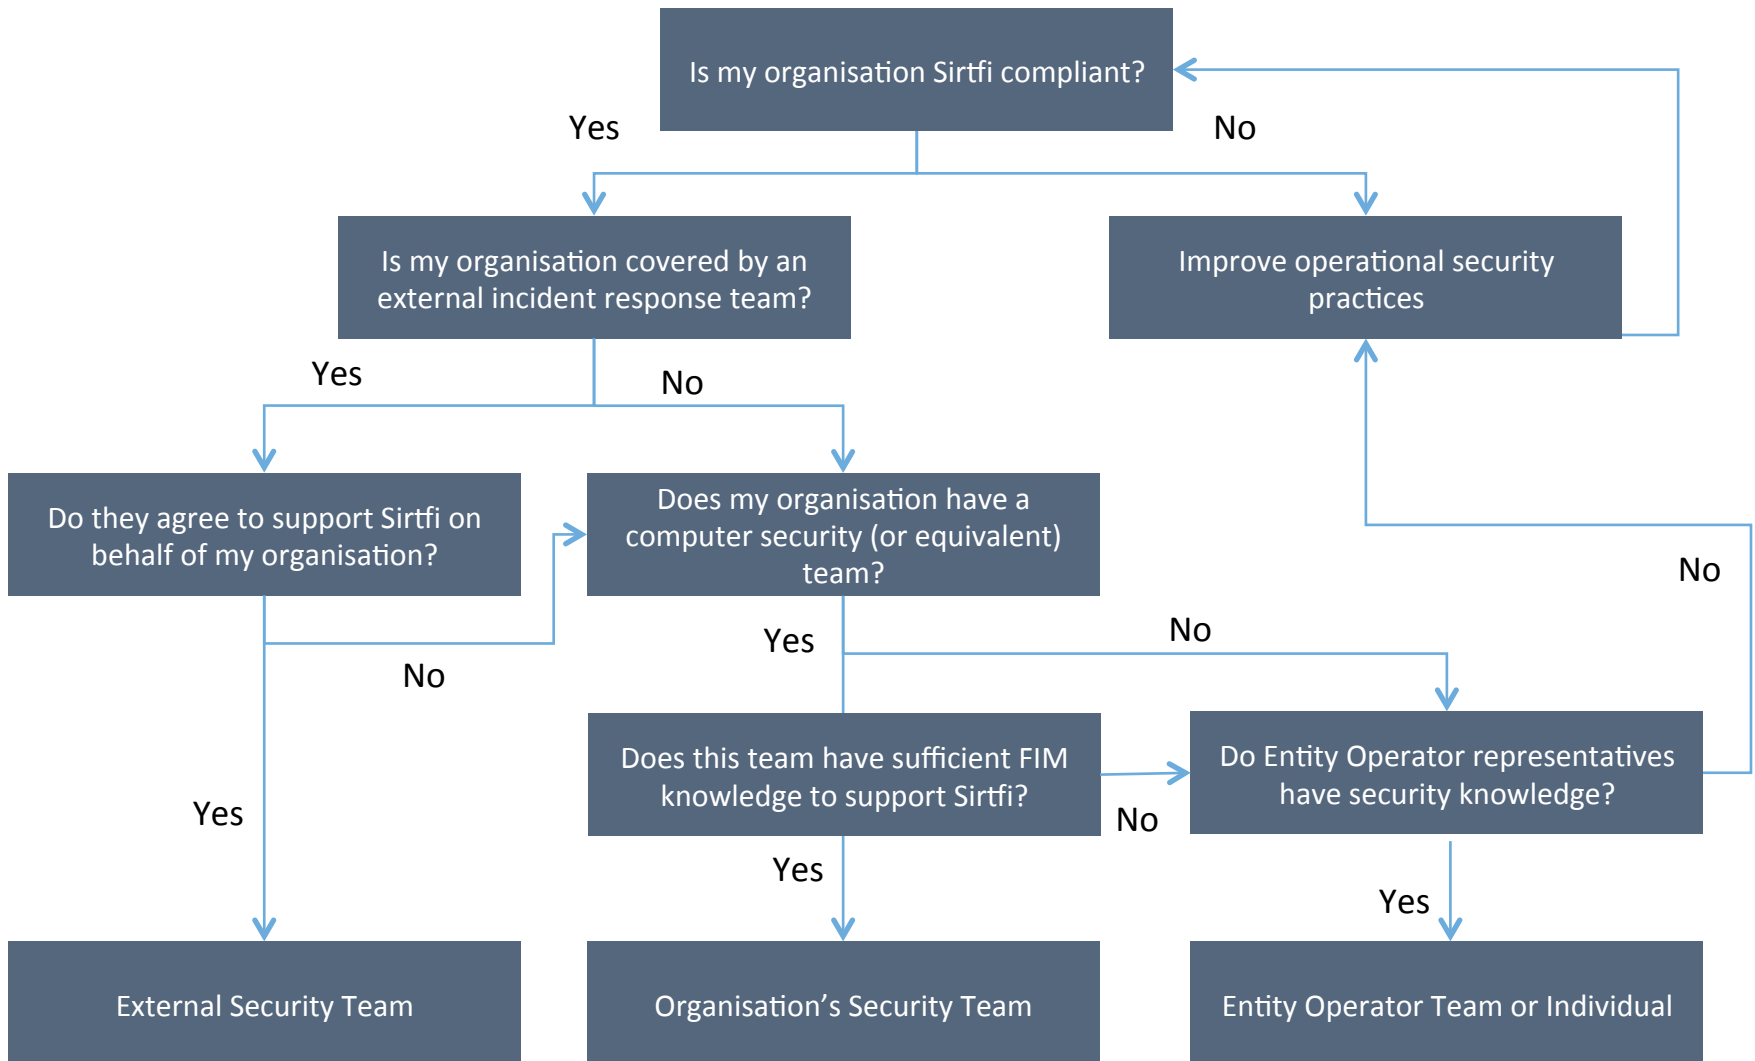 Is my organisation Sirtfi compliant?
Yes
No
Is my organisation covered by an
external incident response team?
Improve operational security
practices
Yes
No
Do they agree to support Sirtfi on
behalf of my organisation?
Does my organisation have a
computer security (or equivalent)
team?
No
Yes
No
No
Does this team have sufficient FIM
knowledge to support Sirtfi?
Do Entity Operator representatives
have security knowledge?
Yes
No
Yes
Yes
External Security Team
Organisation’s Security Team
Entity Operator Team or Individual